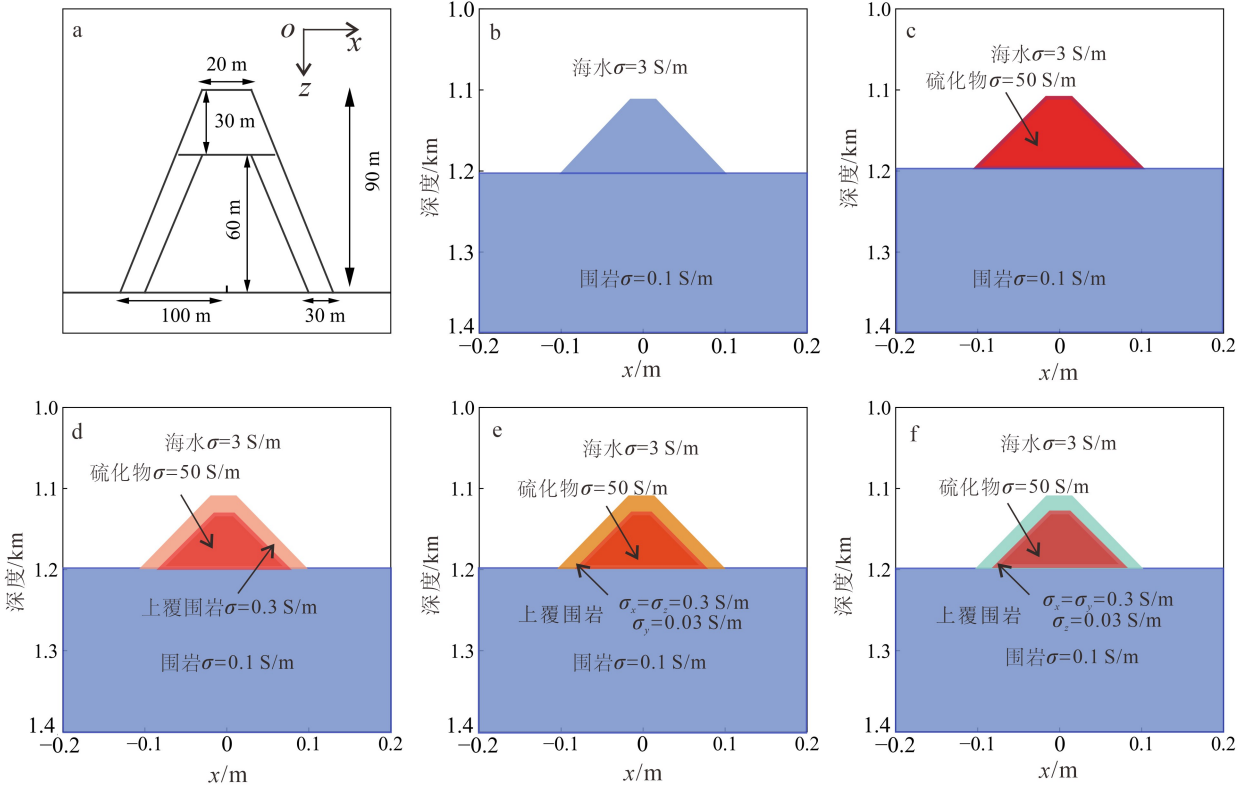 a
o
x
z
20 m
30 m
60 m
90 m
100 m
30 m
b
1.0
1.1
1.2
1.3
1.4
深度/km
海水σ=3 S/m
围岩σ=0.1 S/m
−0.2
−0.1
0
0.1
0.2
x/m
c
1.0
1.1
1.2
1.3
1.4
深度/km
海水σ=3 S/m
硫化物σ=50 S/m
围岩σ=0.1 S/m
−0.2
−0.1
0
0.1
0.2
x/m
d
1.0
1.1
1.2
1.3
1.4
深度/km
海水σ=3 S/m
硫化物σ=50 S/m
上覆围岩σ=0.3 S/m
围岩σ=0.1 S/m
−0.2
−0.1
0
0.1
0.2
x/m
e
1.0
1.1
1.2
1.3
1.4
深度/km
海水σ=3 S/m
硫化物σ=50 S/m
上覆围岩
σx=σz=0.3 S/m
σy=0.03 S/m
围岩σ=0.1 S/m
−0.2
−0.1
0
0.1
0.2
x/m
f
1.0
1.1
1.2
1.3
1.4
深度/km
海水σ=3 S/m
硫化物σ=50 S/m
上覆围岩
σx=σy=0.3 S/m
σz=0.03 S/m
围岩σ=0.1 S/m
−0.2
−0.1
0
0.1
0.2
x/m